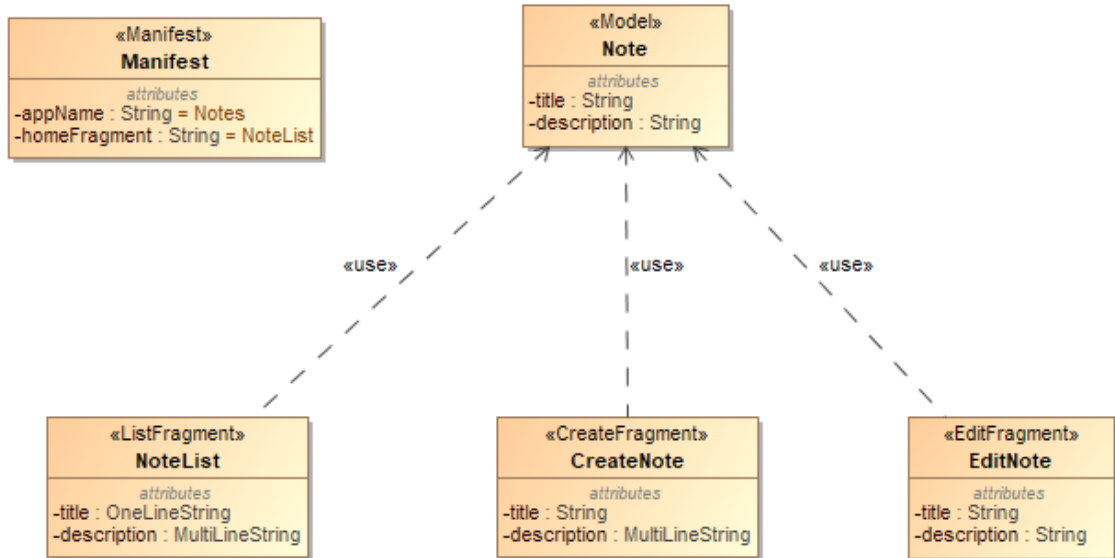 «Manifest»
Manifest
attributes
-appName : String = Notes
-homeFragment : String = NoteList
«Model»
Note
attributes
-title : String
-description : String
«use»
«use»
«use»
«ListFragment»
NoteList
attributes
-title : OneLineString
-description : MultiLineString
«CreateFragment»
CreateNote
attributes
-title : String
-description : MultiLineString
«EditFragment»
EditNote
attributes
-title : String
-description : String